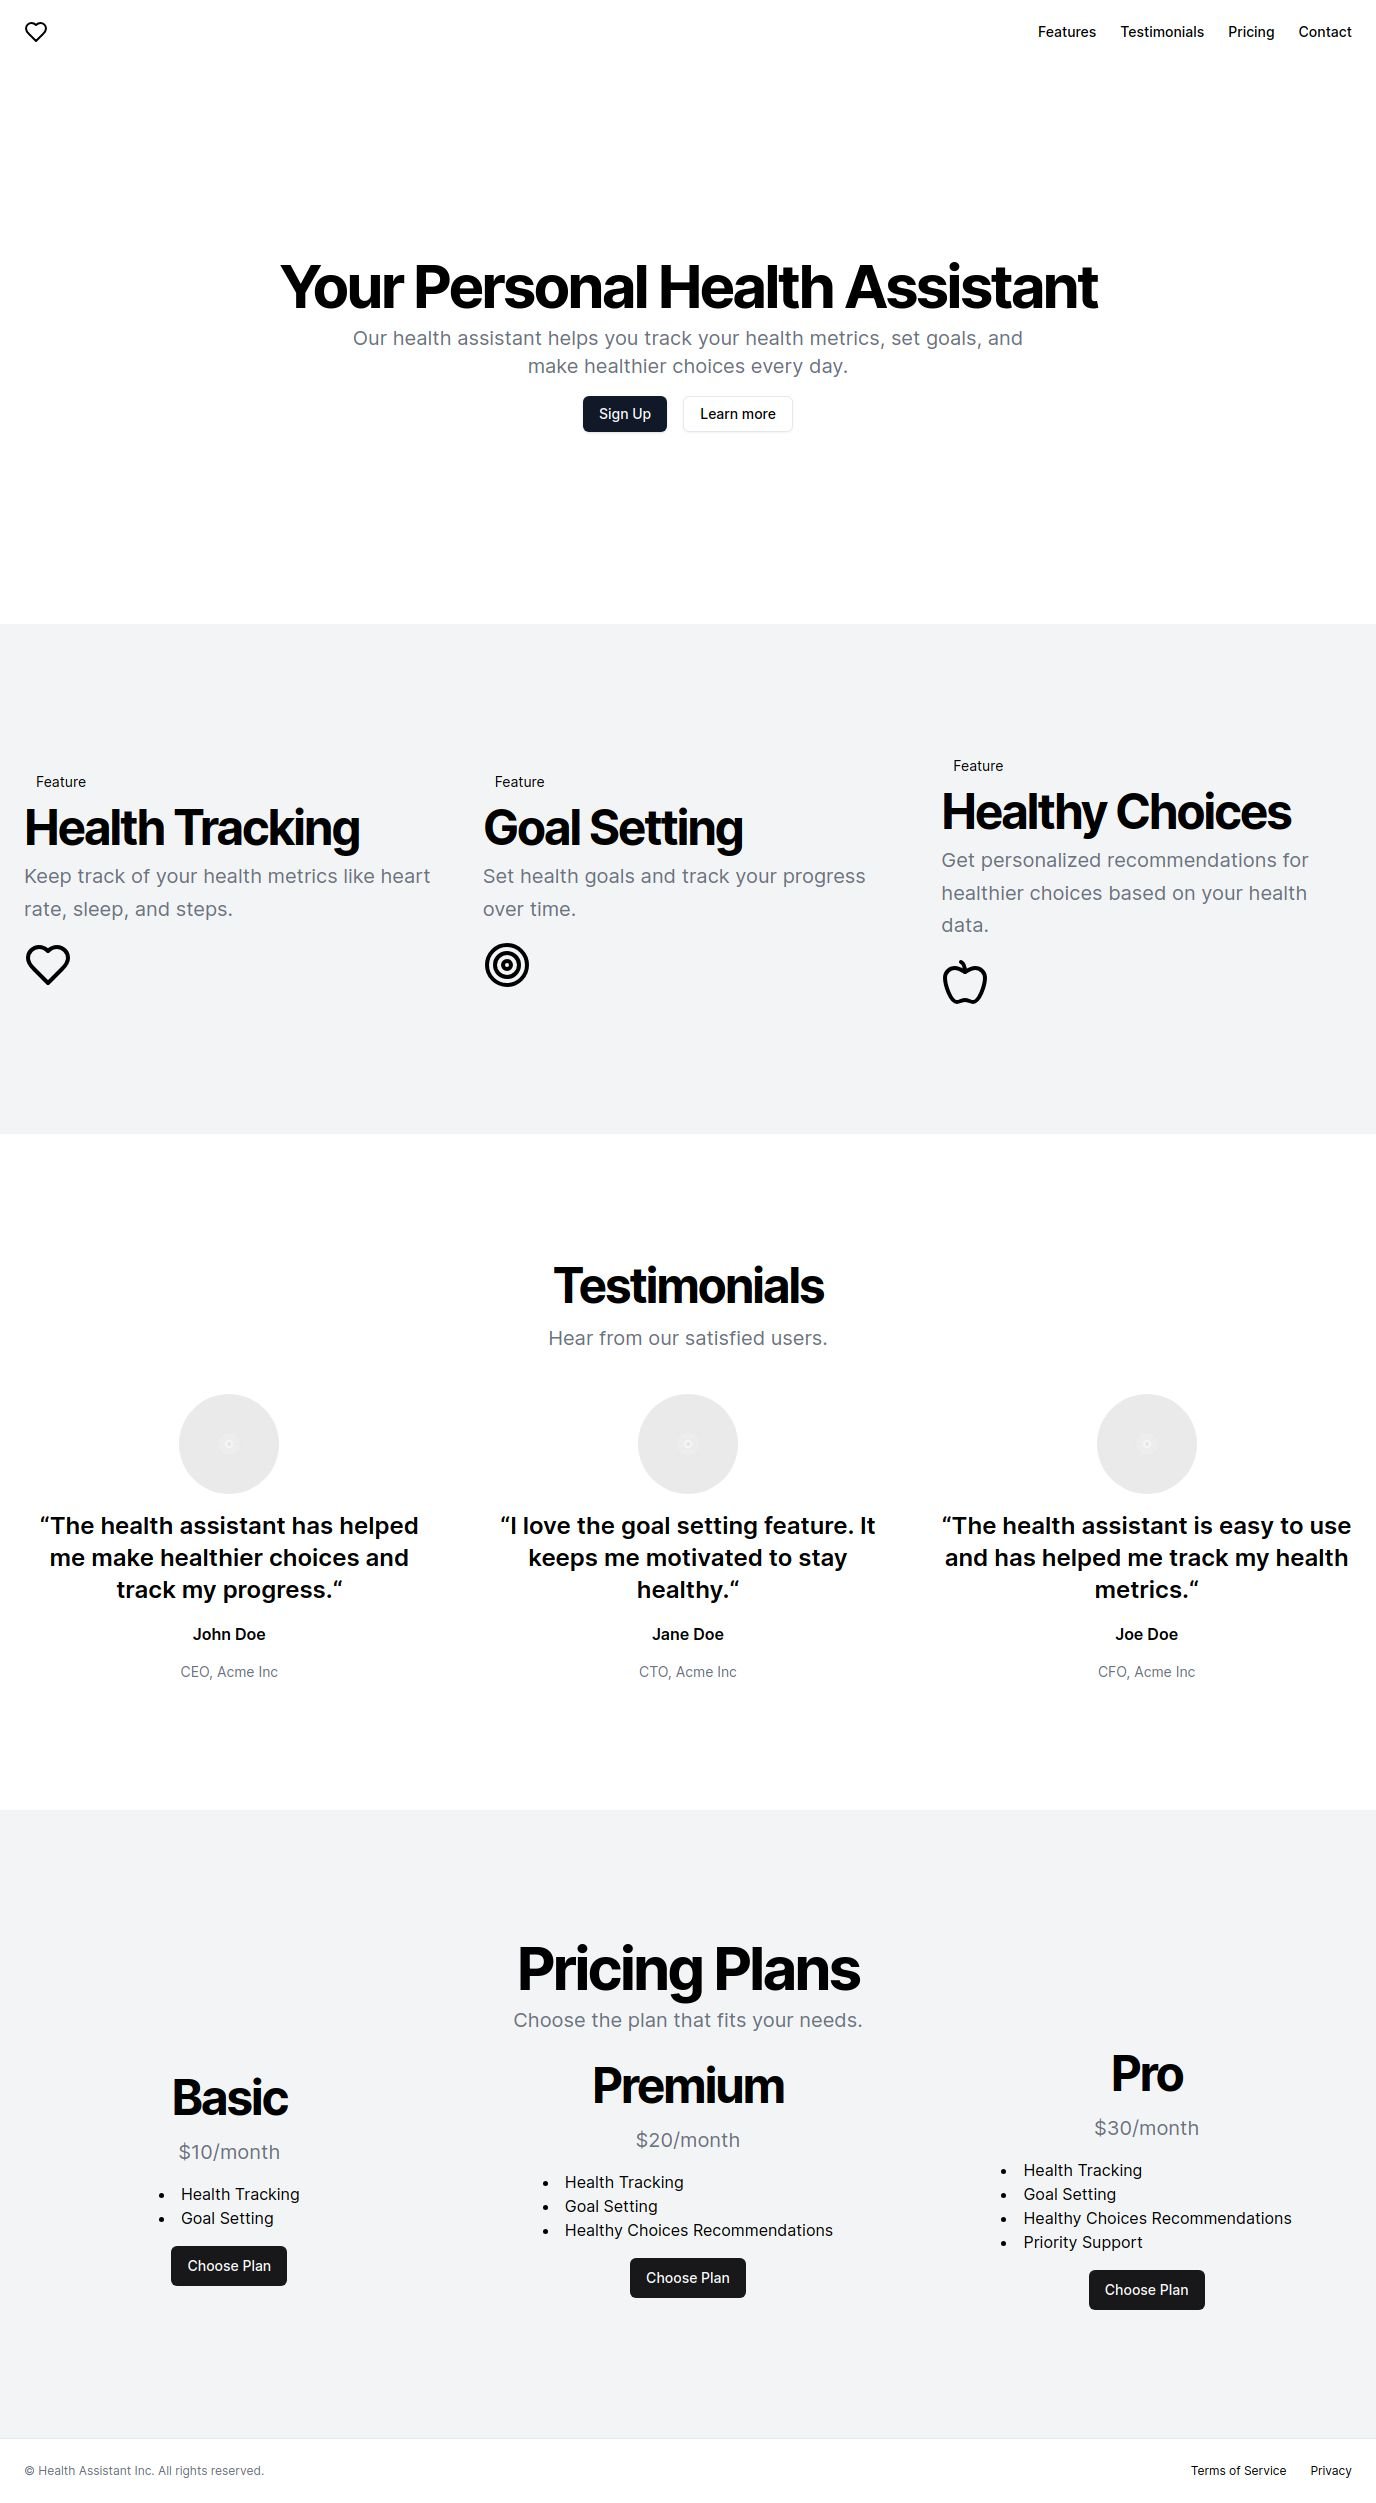 Features Testimonials Pricing Contact
Your Personal Health Assistant
Our health assistant helps you track your health metrics, set goals, and
make healthier choices every day.
Sign Up Learn more
Feature
Health Tracking
Keep track of your health metrics like heart
rate, sleep, and steps.
Feature
Goal Setting
Set health goals and track your progress
over time.
Feature
Healthy Choices
Get personalized recommendations for
healthier choices based on your health
data.
Testimonials
Hear from our satisfied users.
“The health assistant has helped
me make healthier choices and
track my progress.“
John Doe
CEO, Acme Inc
“I love the goal setting feature. It
keeps me motivated to stay
healthy.“
Jane Doe
CTO, Acme Inc
“The health assistant is easy to use
and has helped me track my health
metrics.“
Joe Doe
CFO, Acme Inc
Pricing Plans
Choose the plan that fits your needs.
Basic
$10/month
• Health Tracking
• Goal Setting
Choose Plan
Premium
$20/month
• Health Tracking
• Goal Setting
• Healthy Choices Recommendations
Choose Plan
Pro
$30/month
• Health Tracking
• Goal Setting
• Healthy Choices Recommendations
• Priority Support
Choose Plan
© Health Assistant Inc. All rights reserved.
Terms of Service Privacy